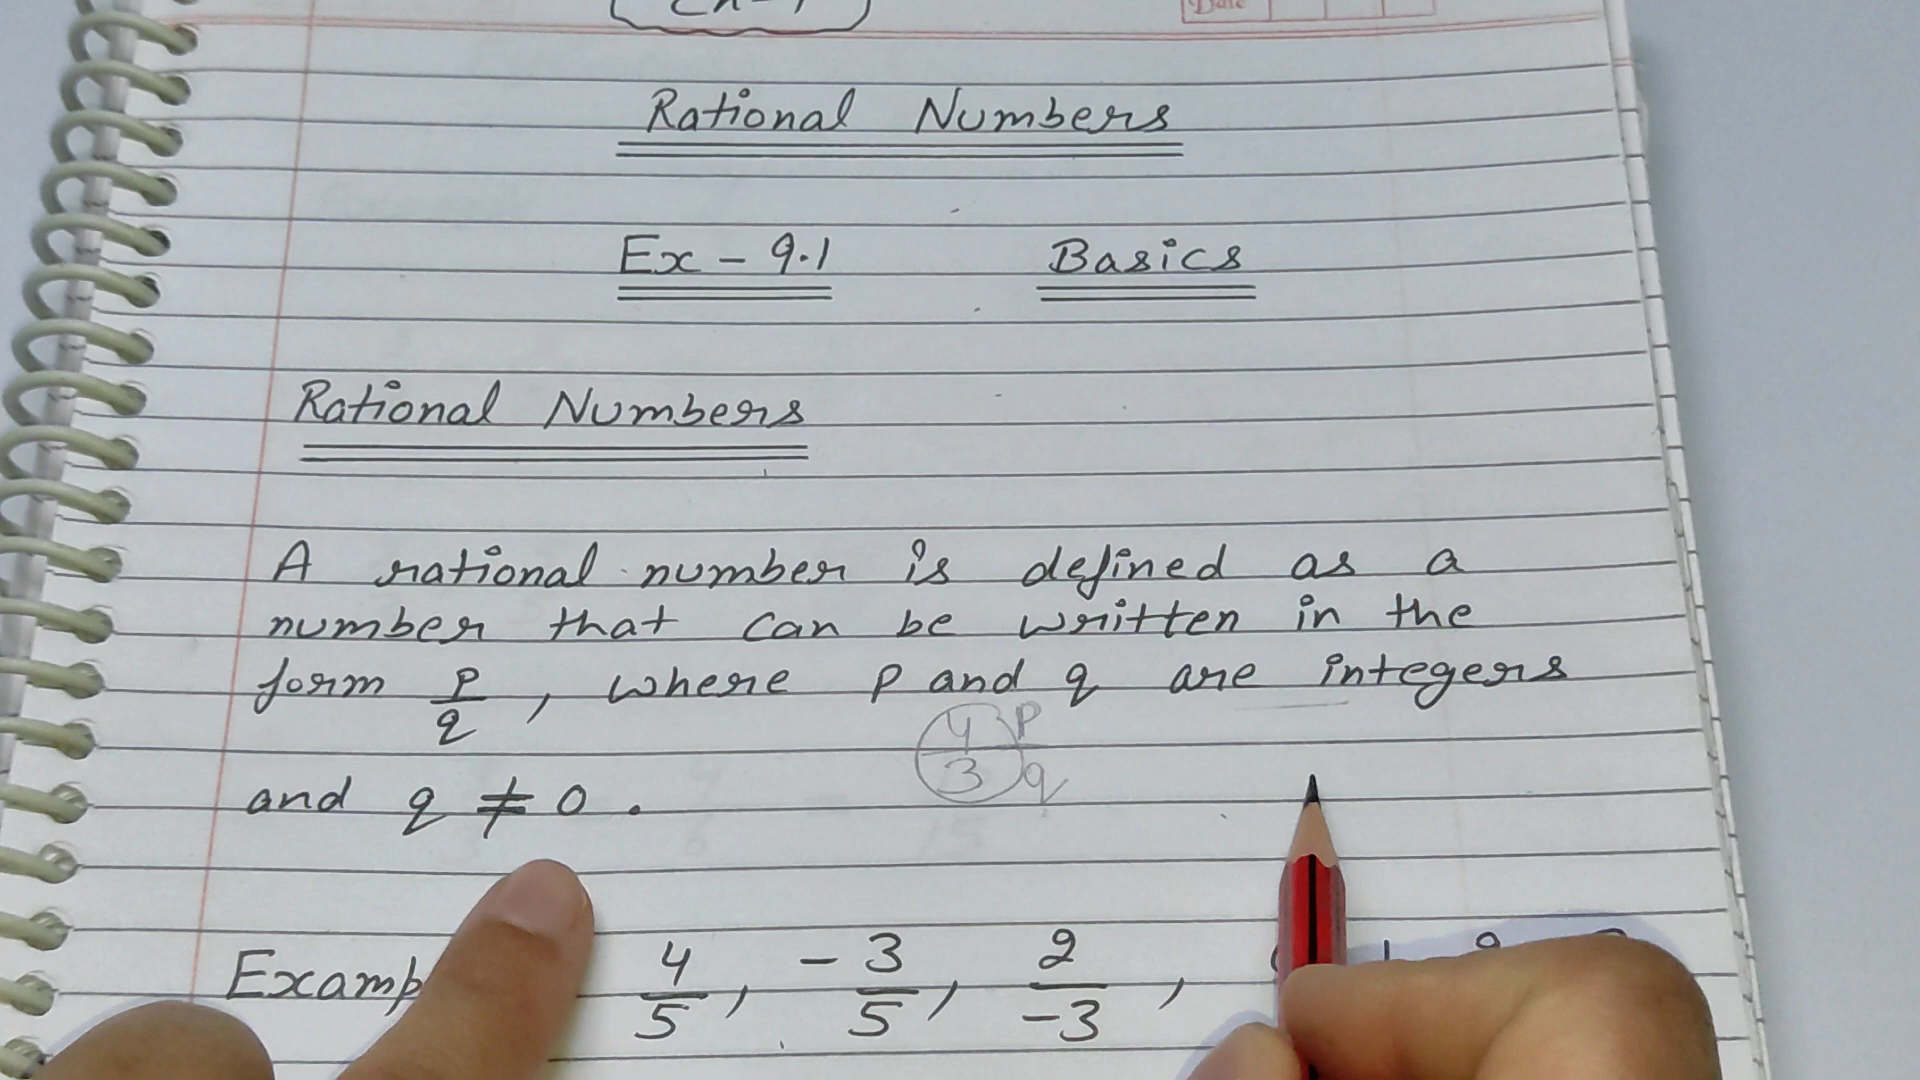 Date
Rational Numbers
Ex - 9.1 Basics
Rational Numbers
A rational number is defined as a
number that can be written in the
form p/q, where p and q are integers
4/3 p/q
and q ≠ 0.
4/5, -3/5, 2/-3,